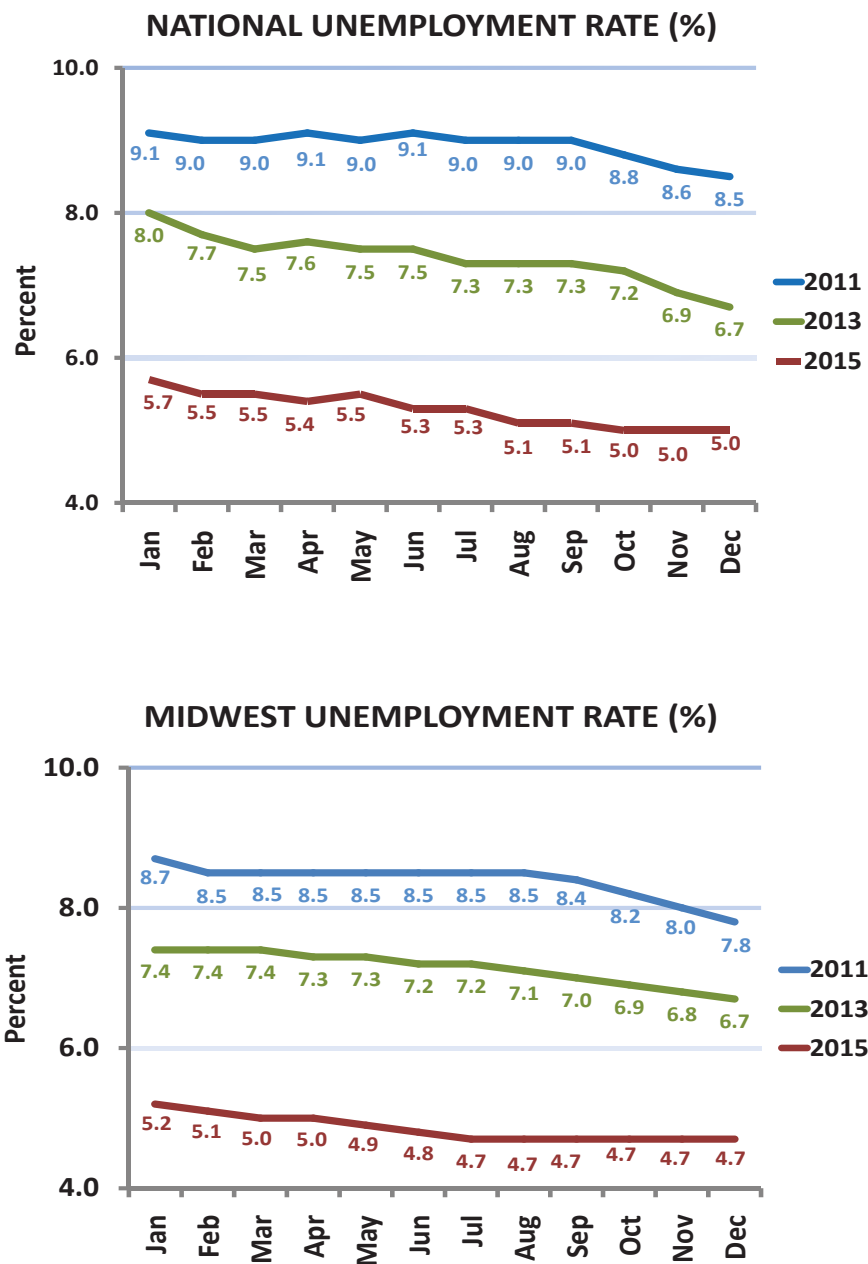 NATIONAL UNEMPLOYMENT RATE (%)
10.0
8.0
6.0
4.0
Percent
9.1 9.0 9.0 9.1 9.0 9.1 9.0 9.0 9.0 8.8 8.6 8.5
8.0 7.7 7.5 7.6 7.5 7.5 7.3 7.3 7.3 7.2 6.9 6.7
5.7 5.5 5.5 5.4 5.5 5.3 5.3 5.1 5.1 5.0 5.0 5.0
Jan Feb Mar Apr May Jun Jul Aug Sep Oct Nov Dec
2011
2013
2015
MIDWEST UNEMPLOYMENT RATE (%)
10.0
8.0
6.0
4.0
Percent
8.7 8.5 8.5 8.5 8.5 8.5 8.5 8.5 8.4 8.2 8.0 7.8
7.4 7.4 7.4 7.3 7.3 7.2 7.2 7.1 7.0 6.9 6.8 6.7
5.2 5.1 5.0 5.0 4.9 4.8 4.7 4.7 4.7 4.7 4.7 4.7
Jan Feb Mar Apr May Jun Jul Aug Sep Oct Nov Dec
2011
2013
2015